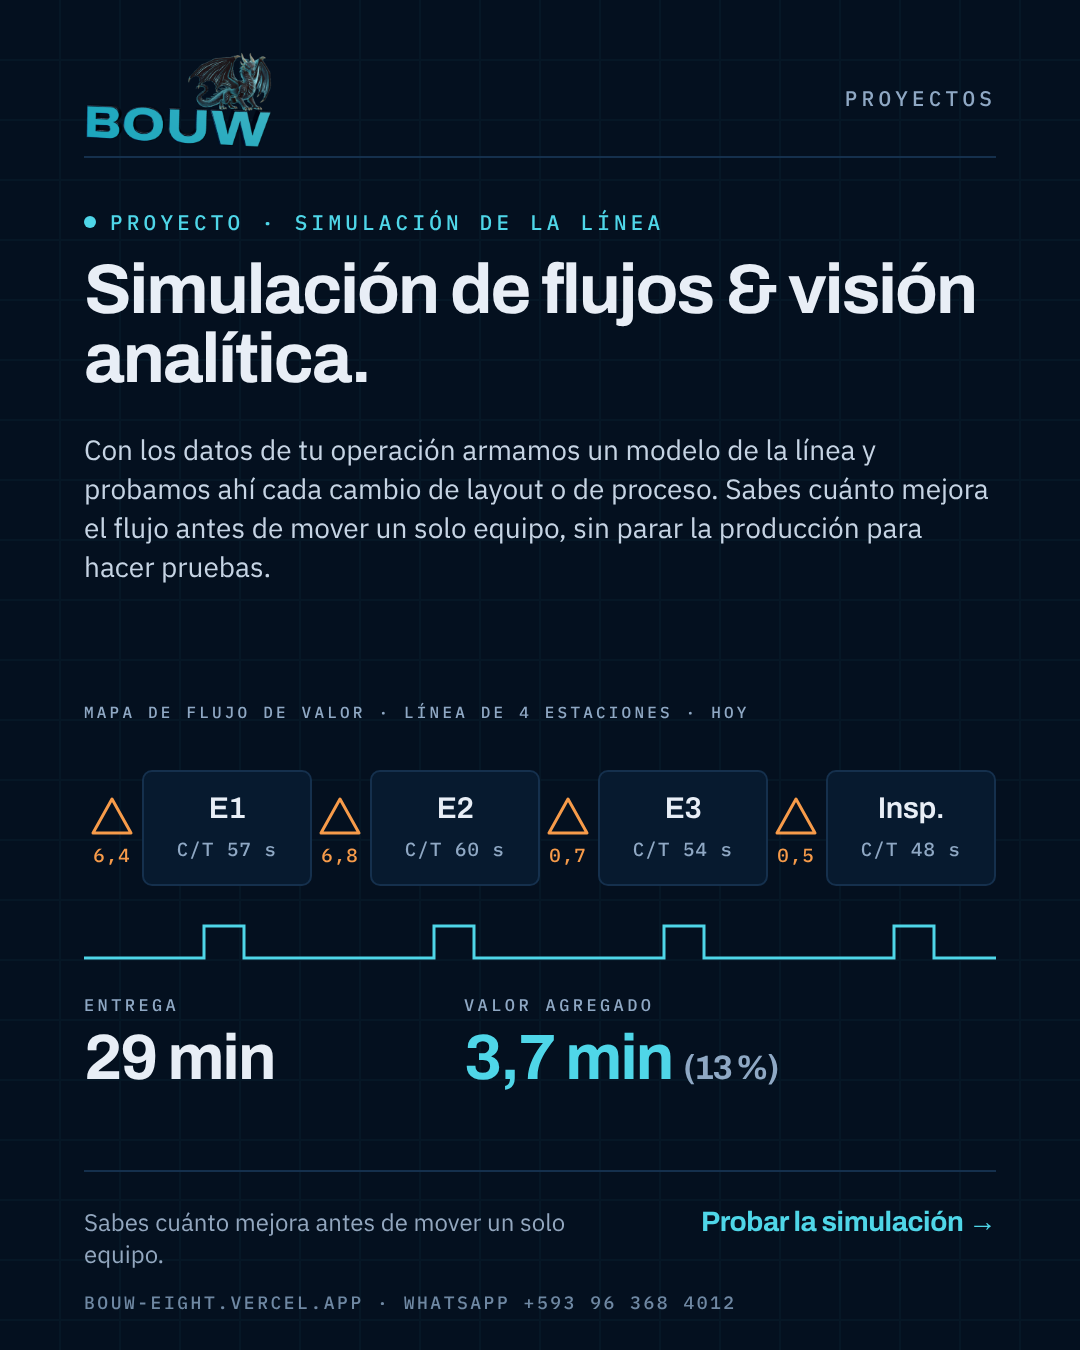 BOUW
PROYECTOS
PROYECTO · SIMULACIÓN DE LA LÍNEA
Simulación de flujos & visión
analítica.
Con los datos de tu operación armamos un modelo de la línea y
probamos ahí cada cambio de layout o de proceso. Sabes cuánto mejora
el flujo antes de mover un solo equipo, sin parar la producción para
hacer pruebas.
MAPA DE FLUJO DE VALOR · LÍNEA DE 4 ESTACIONES · HOY
6,4
E1
C/T 57 s
6,8
E2
C/T 60 s
0,7
E3
C/T 54 s
0,5
Insp.
C/T 48 s
ENTREGA
29 min
VALOR AGREGADO
3,7 min (13 %)
Sabes cuánto mejora antes de mover un solo
equipo.
Probar la simulación →
BOUW-EIGHT.VERCEL.APP · WHATSAPP +593 96 368 4012